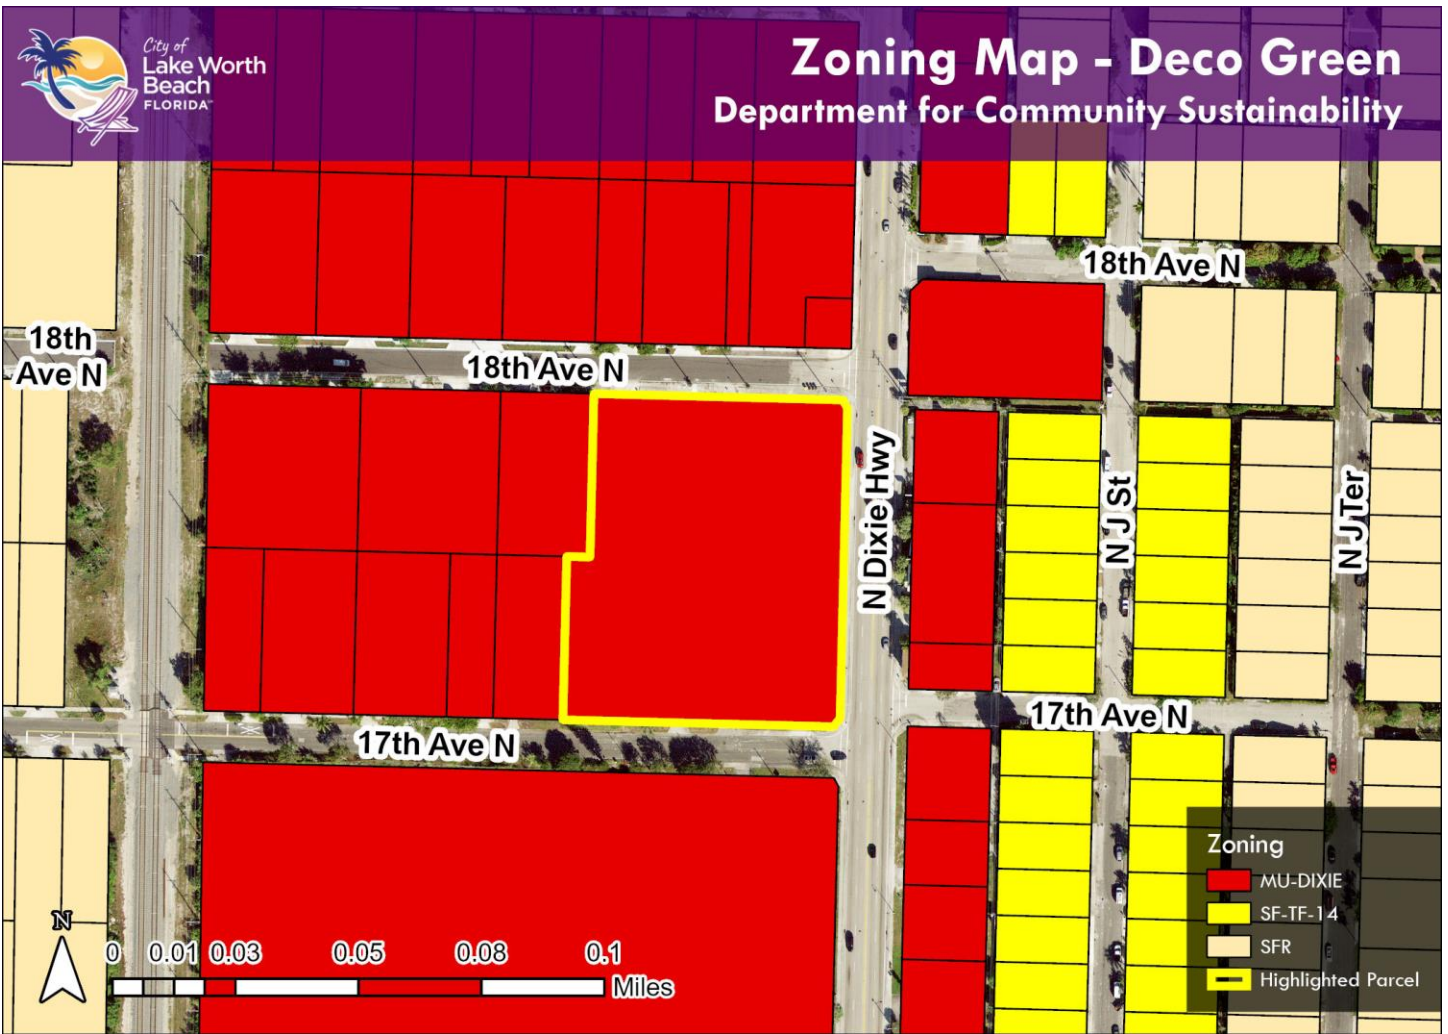 City of
Lake Worth
Beach
FLORIDA
Zoning Map - Deco Green
Department for Community Sustainability
18th Ave N
18th
Ave N
18th Ave N
N Dixie Hwy
N J St
N J Ter
17th Ave N
17th Ave N
Zoning
MU-DIXIE
SF-TF-14
SFR
Highlighted Parcel
N
0 0.01 0.03 0.05 0.08 0.1
Miles